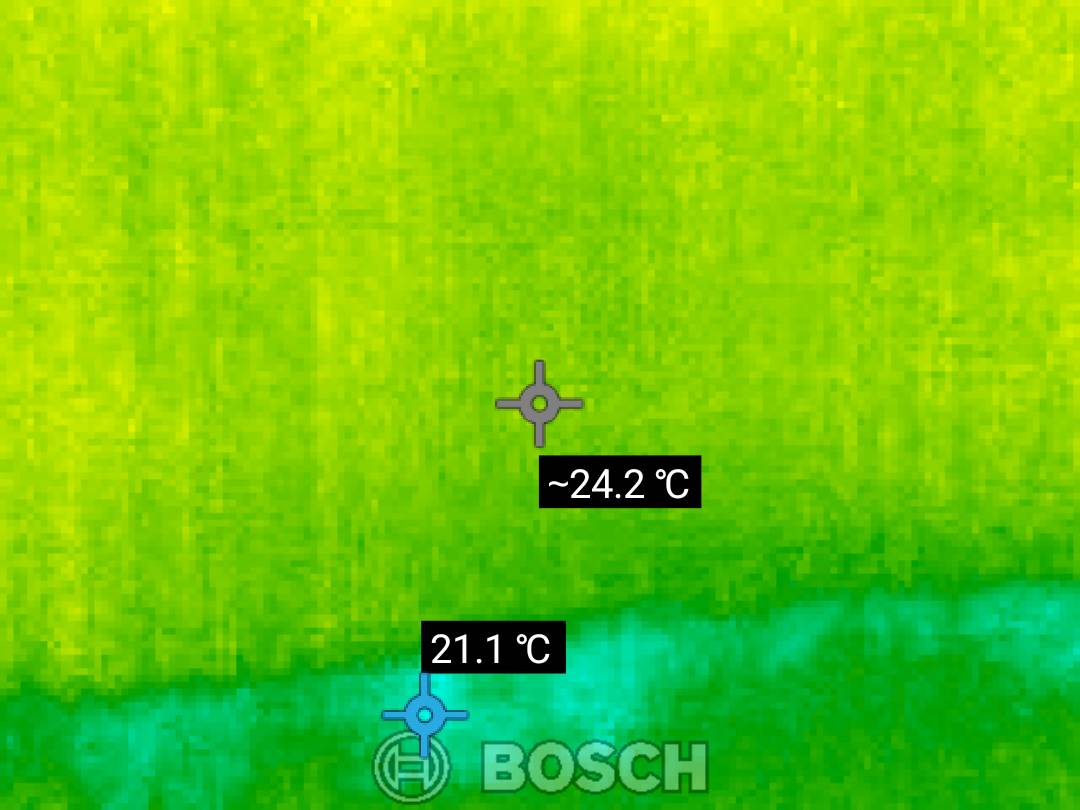 ~24.2 ℃
21.1 ℃
BOSCH